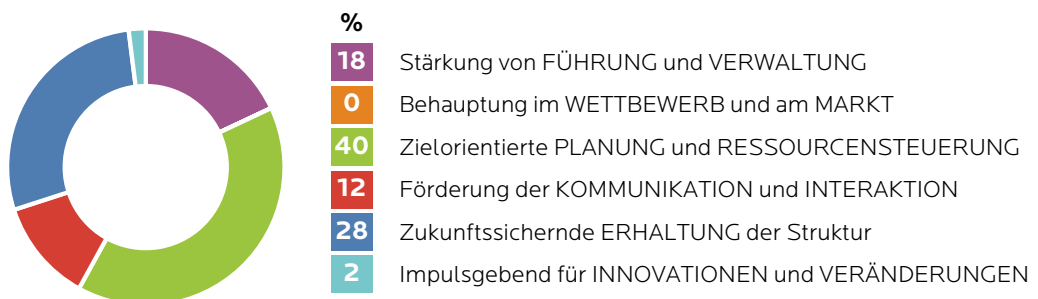 %
18 Stärkung von FÜHRUNG und VERWALTUNG
0 Behauptung im WETTBEWERB und am MARKT
40 Zielorientierte PLANUNG und RESSOURCENSTEUERUNG
12 Förderung der KOMMUNIKATION und INTERAKTION
28 Zukunftssichernde ERHALTUNG der Struktur
2 Impulsgebend für INNOVATIONEN und VERÄNDERUNGEN